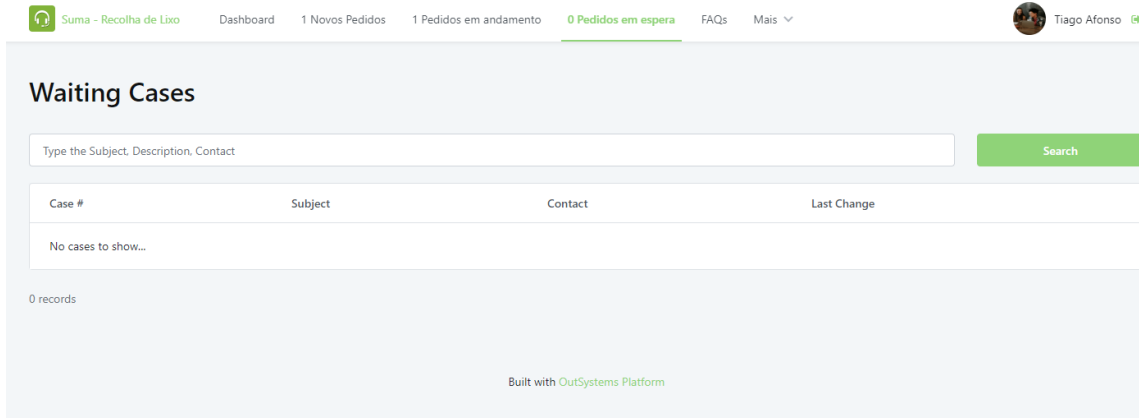 Suma - Recolha de Lixo Dashboard 1 Novos Pedidos 1 Pedidos em andamento 0 Pedidos em espera FAQs Mais Tiago Afonso
Waiting Cases
Type the Subject, Description, Contact Search
Case # Subject Contact Last Change
No cases to show...
0 records
Built with OutSystems Platform